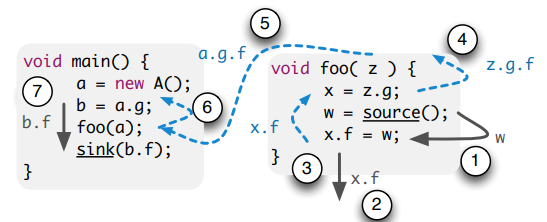 5
4
a.g.f
z.g.f
void main() {
a = new A();
b = a.g;
foo(a);
sink(b.f);
}
7
b.f
6
void foo( z ) {
x = z.g;
w = source();
x.f = w;
}
x.f
w
1
3
x.f
2